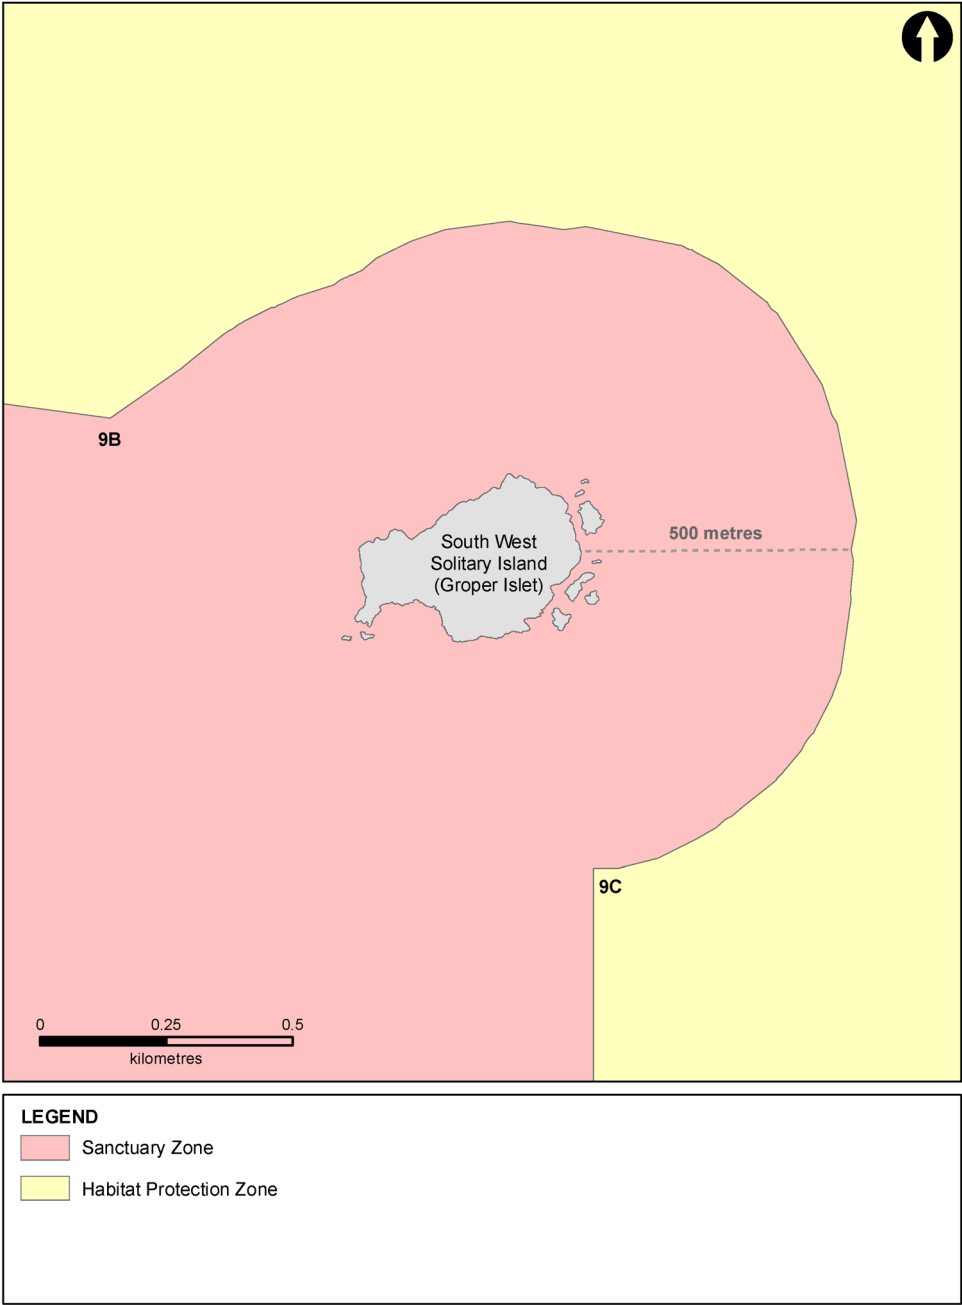 9B
500 metres
South West
Solitary Island
(Groper Islet)
9C
0 0.25 0.5
kilometres
LEGEND
Sanctuary Zone
Habitat Protection Zone